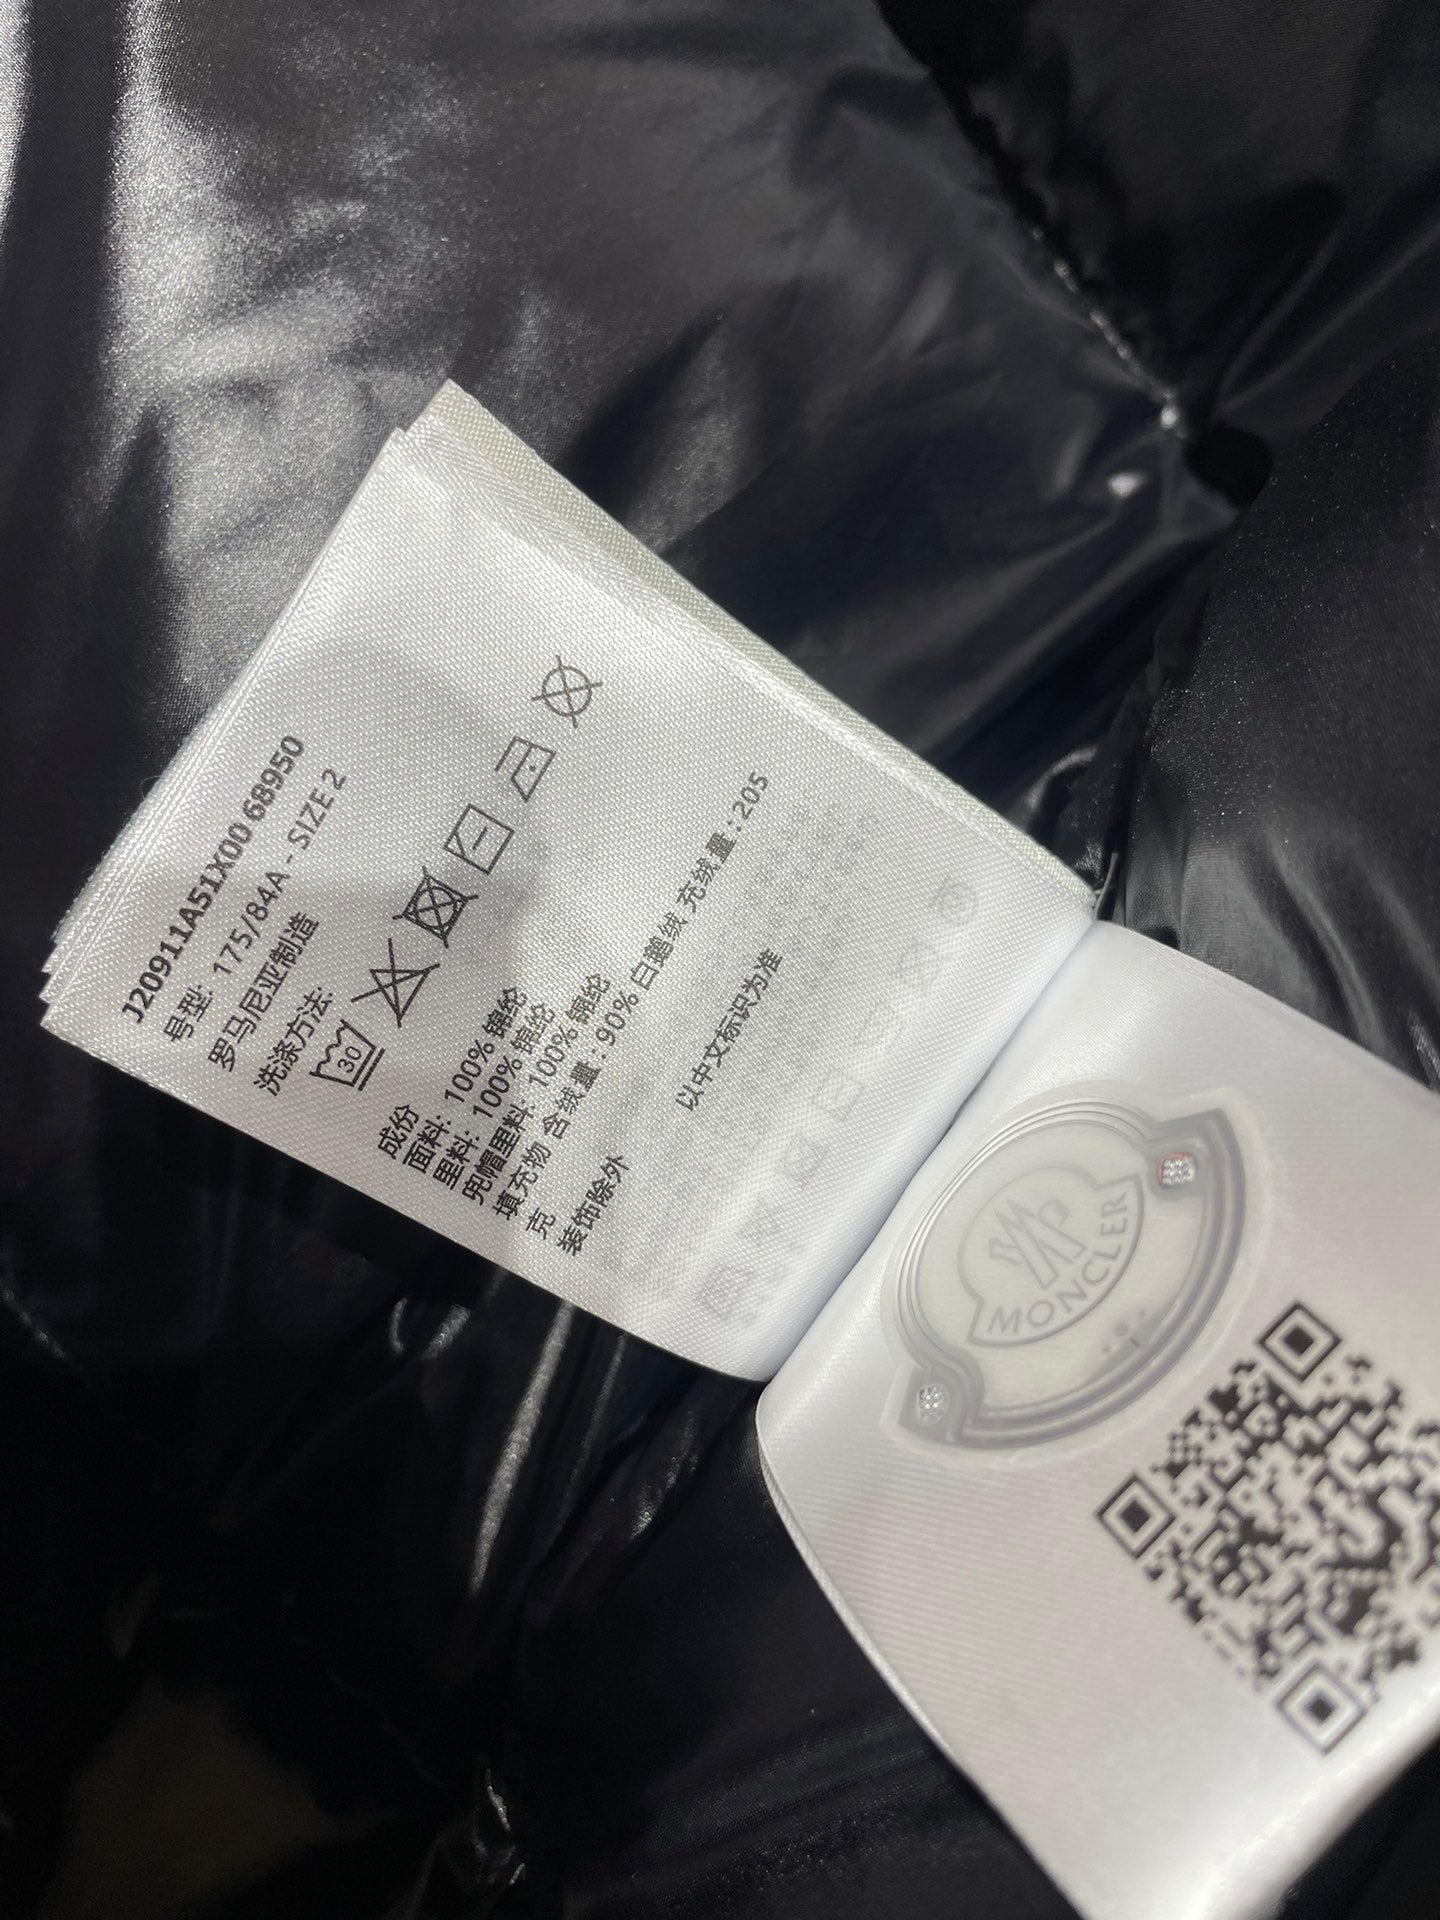 J20911A51X00 68950
号型: 175/84A - SIZE 2
罗马尼亚制造
洗涤方法:
30
成份
面料: 100% 锦纶
里料: 100% 锦纶
兜帽里料: 100% 锦纶
填充物 含绒量: 90% 白鹅绒 充绒量: 205
克
装饰除外
以中文标识为准
MONCLER